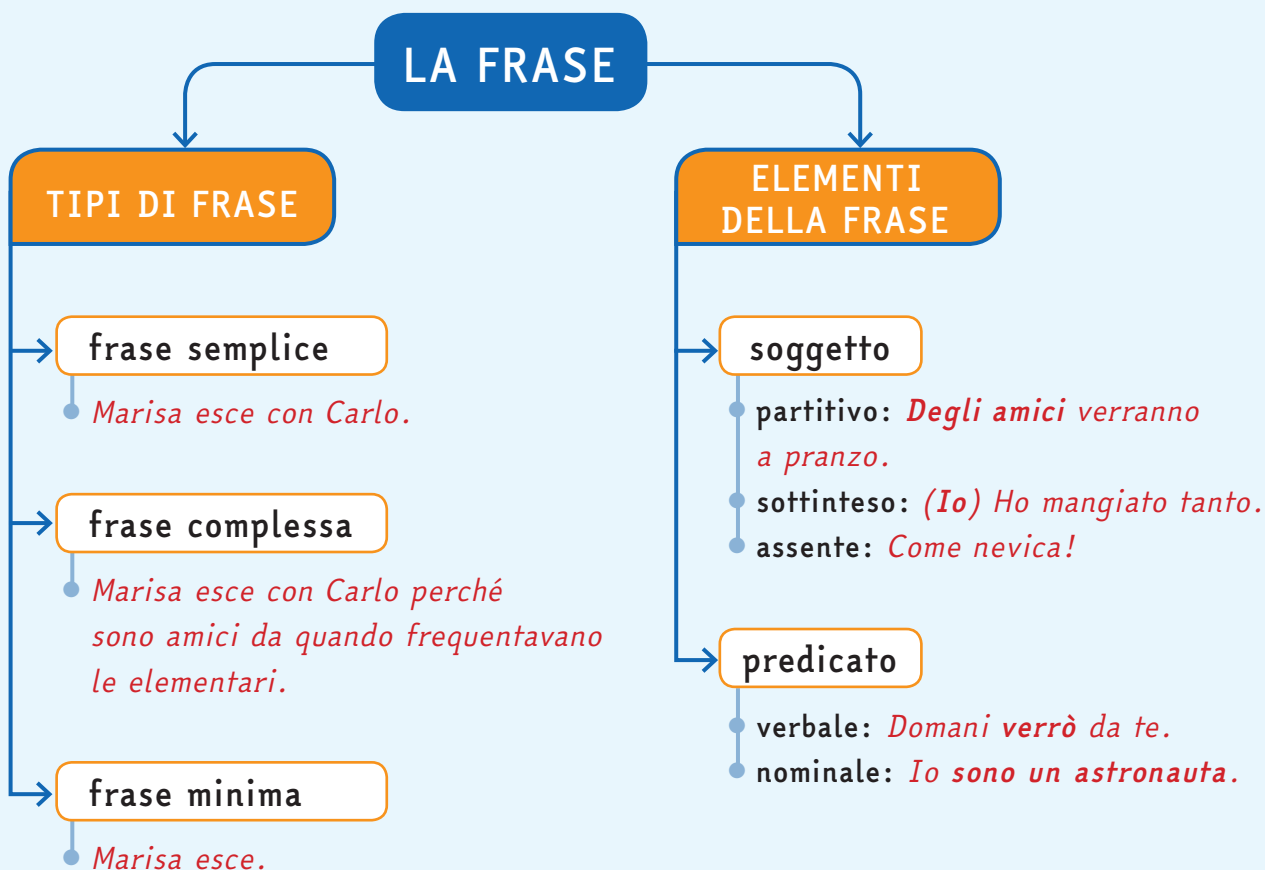 LA FRASE
TIPI DI FRASE
frase semplice
Marisa esce con Carlo.
frase complessa
Marisa esce con Carlo perché
sono amici da quando frequentavano
le elementari.
frase minima
Marisa esce.
ELEMENTI
DELLA FRASE
soggetto
partitivo: Degli amici verranno
a pranzo.
sottinteso: (Io) Ho mangiato tanto.
assente: Come nevica!
predicato
verbale: Domani verrò da te.
nominale: Io sono un astronauta.